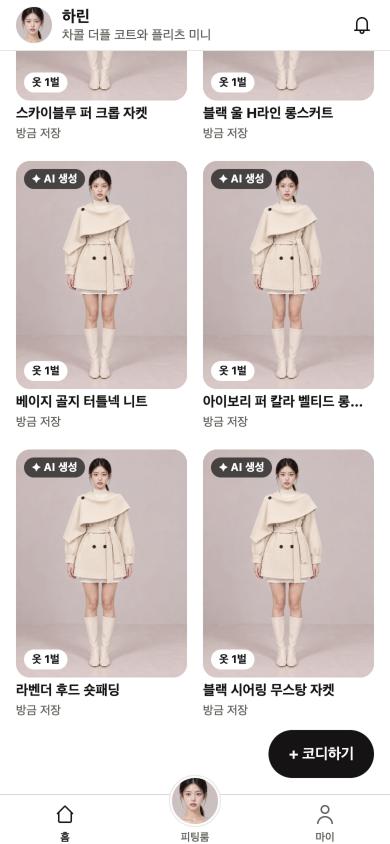 하린
차콜 더플 코트와 플리츠 미니
옷 1벌
옷 1벌
스카이블루 퍼 크롭 자켓
블랙 울 H라인 롱스커트
방금 저장
방금 저장
AI 생성
AI 생성
옷 1벌
옷 1벌
베이지 골지 터틀넥 니트
아이보리 퍼 칼라 벨티드 롱...
방금 저장
방금 저장
AI 생성
AI 생성
옷 1벌
옷 1벌
라벤더 후드 숏패딩
블랙 시어링 무스탕 자켓
방금 저장
방금 저장
+ 코디하기
홈
피팅룸
마이